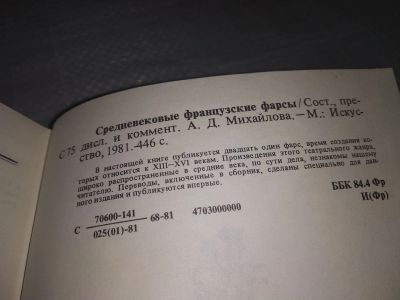 Средневековые французские фарсы/Сост., пре-
С 75 дисл. и коммент. А. Д. Михайлова.—М.: Искус-
ство, 1981.-446 с.
В настоящей книге публикуется двадцать один фарс, время создания ко-
торых относится к XIII—XVI векам. Произведения этого театрального жанра,
широко распространенные в средние века, по сути дела, незнакомы нашему
читателю. Переводы, включенные в сборник, сделаны специально для дан-
ного издания и публикуются впервые.
С 70600-141 68-81 4703000000
025(01)-81
ББК 84.4 Фр
И(Фр)